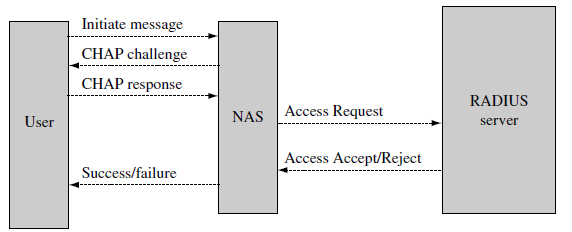 Initiate message
CHAP challenge
CHAP response
User
NAS
Access Request
RADIUS
server
Access Accept/Reject
Success/failure